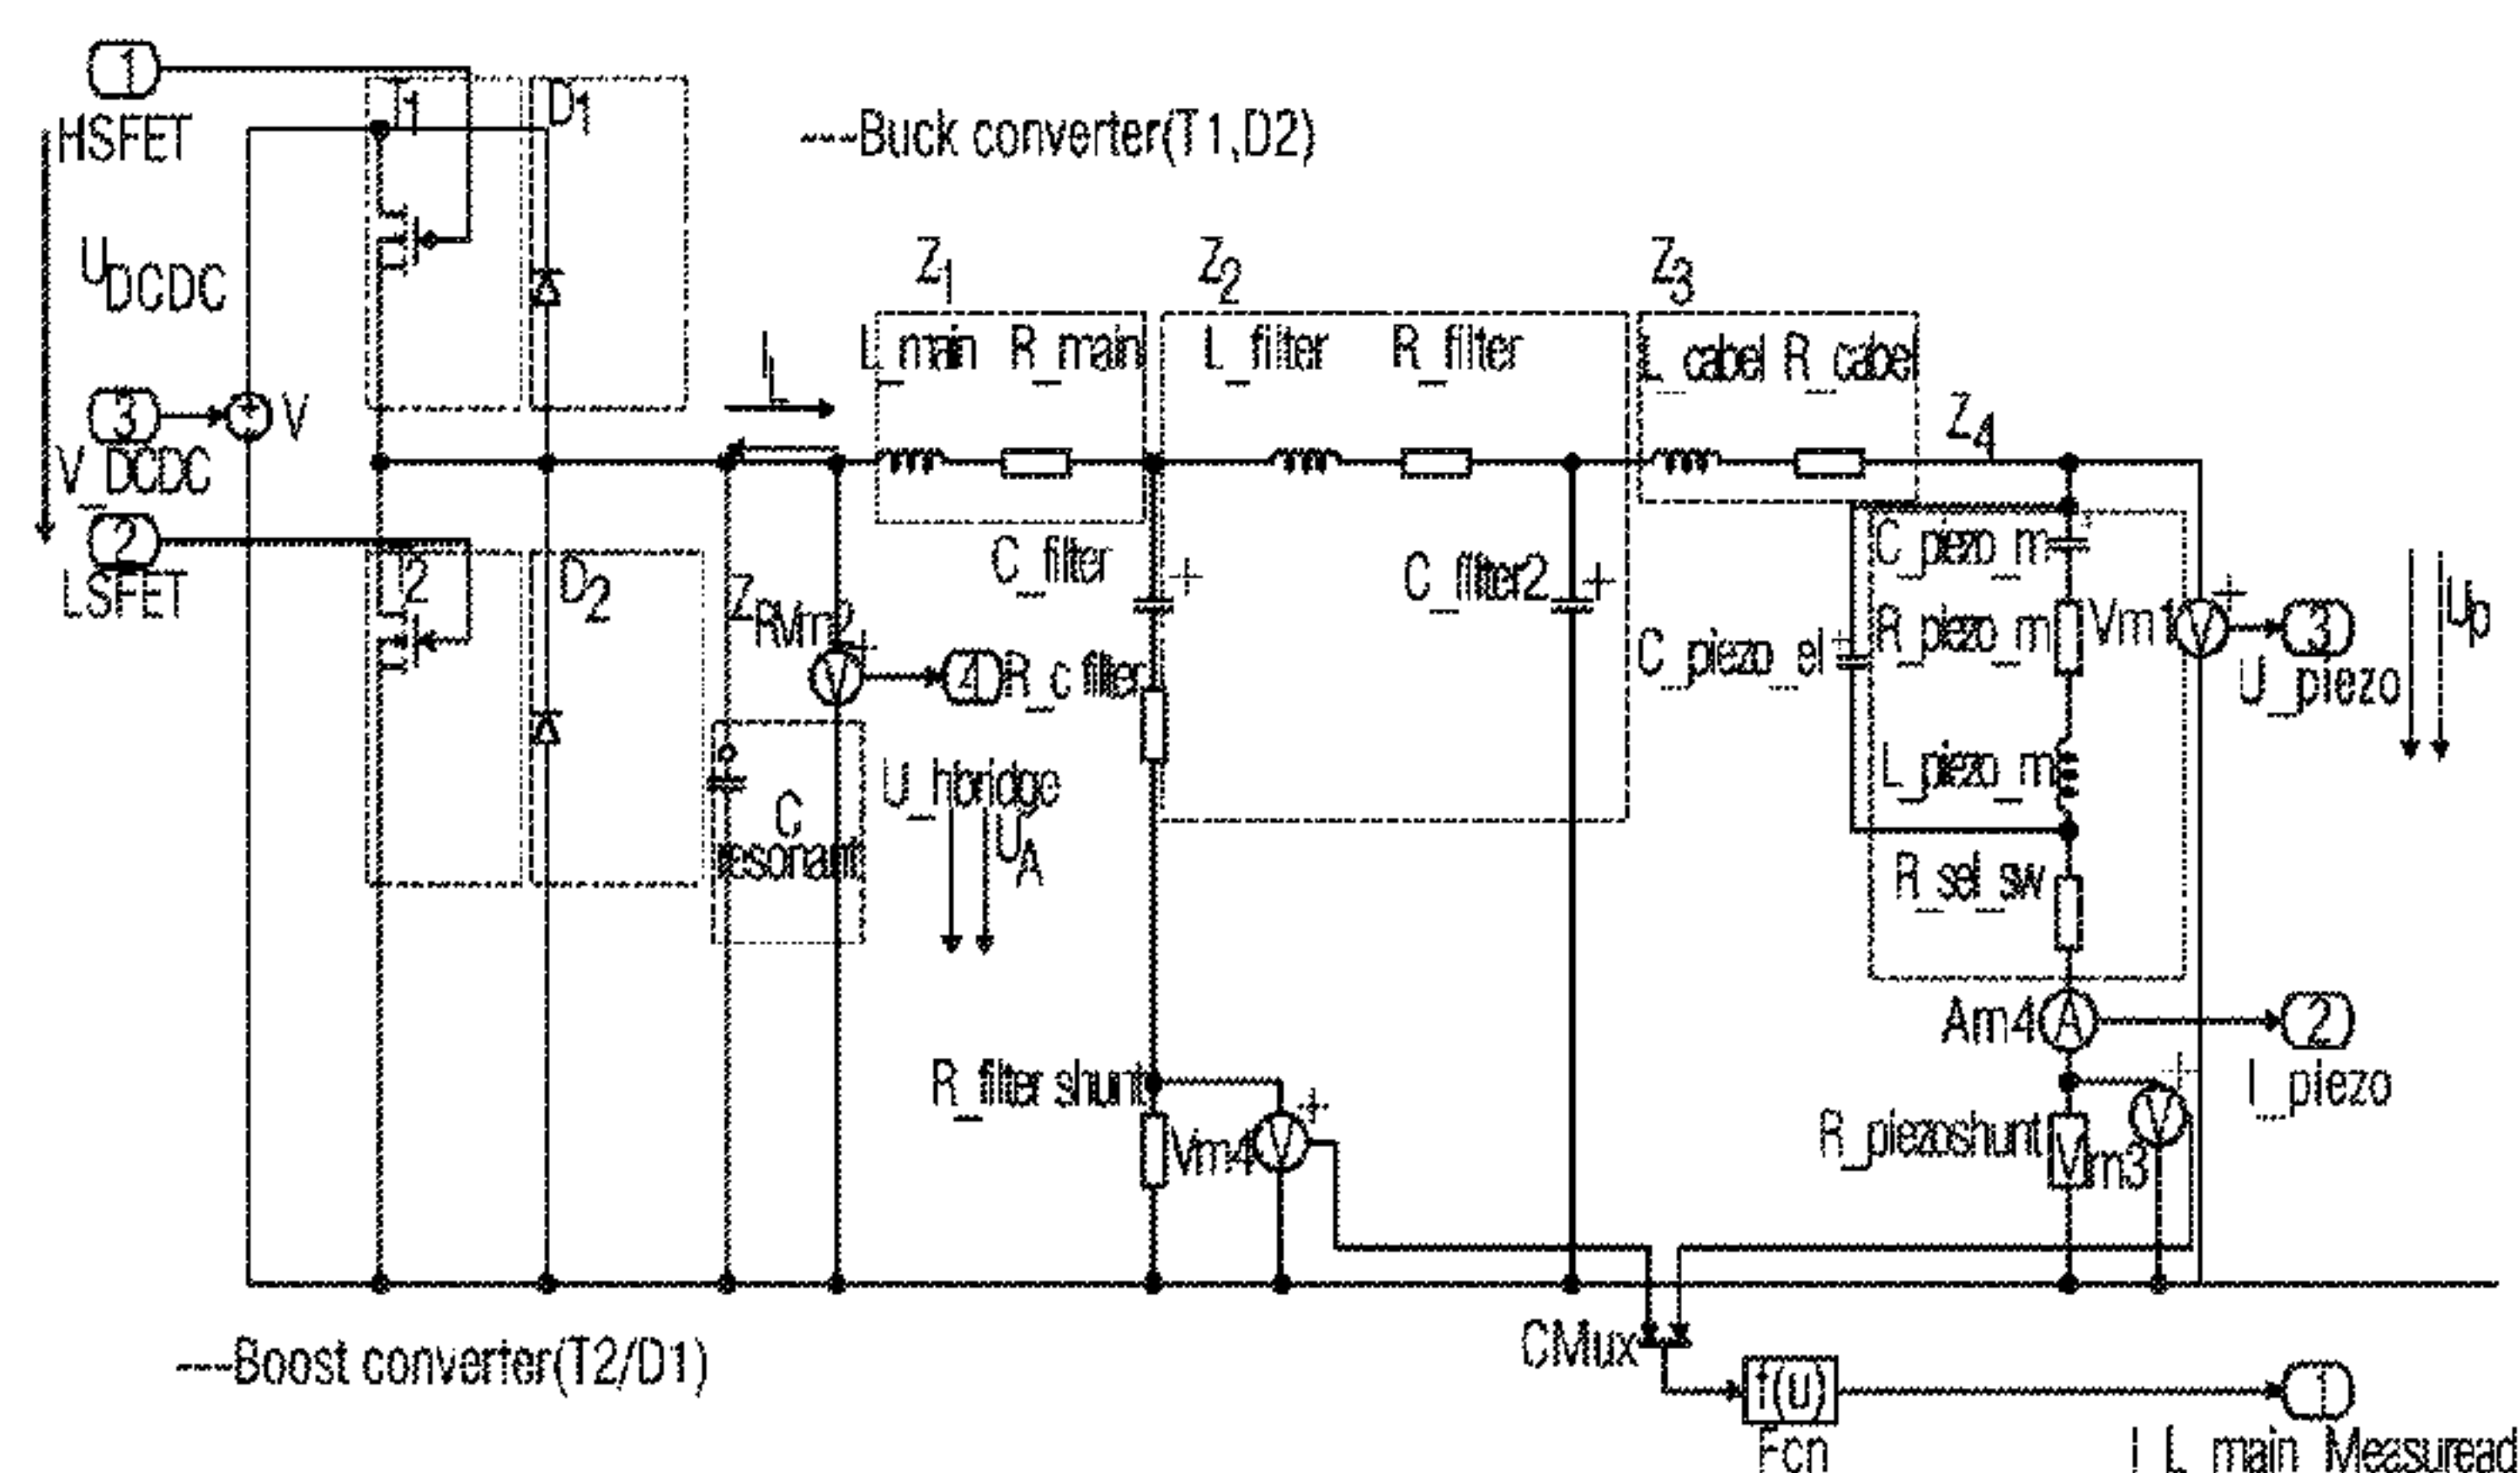 1
HSFET
T1
D1
---Buck converter(T1,D2)
U DCDC
3
V
V_DCDC
2
LSFET
T2
D2
IL
Z1
L_main R_main
Z2
L_filter R_filter
Z3
L_cabel R_cabel
Z4
ZR
Vm2
V
4
C_filter
R_c filter
C_filter2
C_piezo_el
C_piezo_m
R_piezo_m
L_piezo_m
R_sel_sw
Vm1
V
3
U_piezo
Up
C
resonant
U_hbridge
UA
Am4
A
2
I_piezo
R_filter shunt
Vm4
V
R_piezoshunt
Vm3
V
---Boost converter(T2/D1)
CMux
f(u)
Fcn
1
I_L_main_Measuread